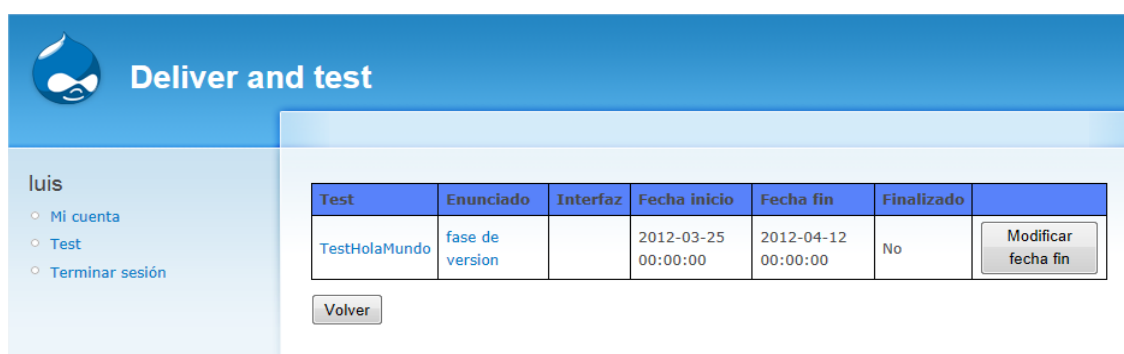 Deliver and test
luis
Mi cuenta
Test
Terminar sesión
Test Enunciado Interfaz Fecha inicio Fecha fin Finalizado
TestHolaMundo fase de version 2012-03-25 00:00:00 2012-04-12 00:00:00 No Modificar fecha fin
Volver